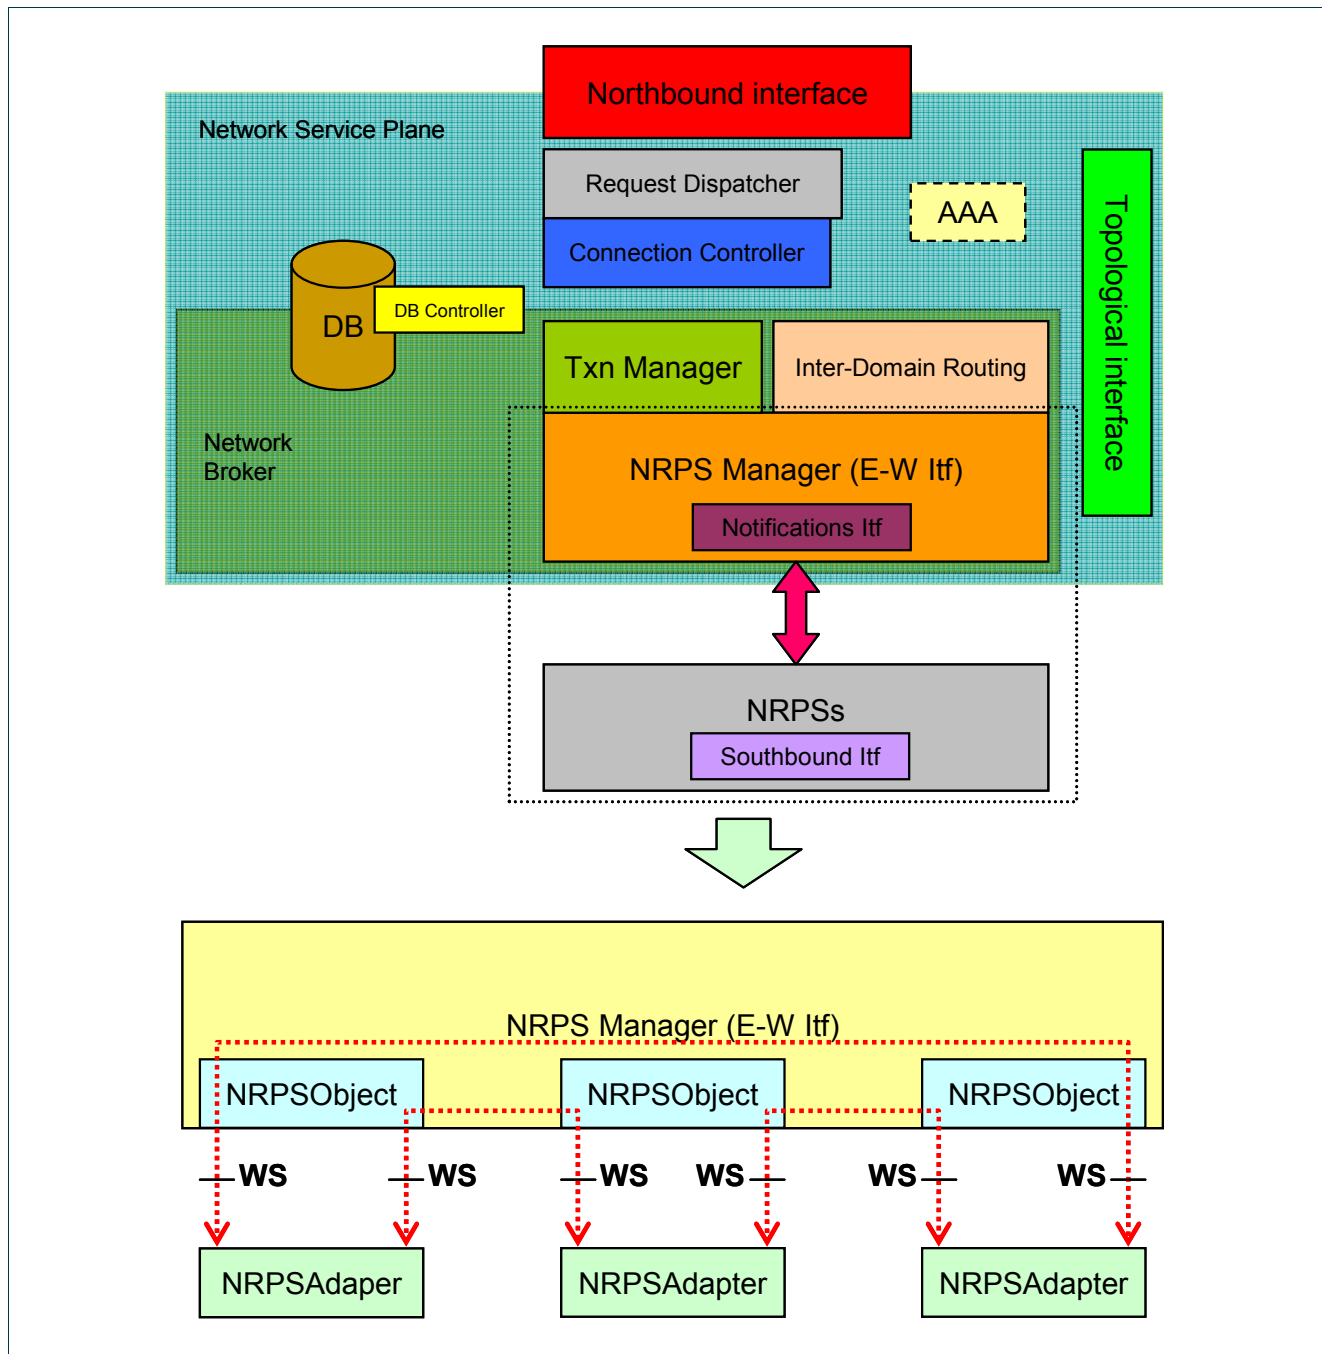 Northbound interface
Network Service Plane
Request Dispatcher
AAA
Connection Controller
Topological interface
DB
DB Controller
Txn Manager
Inter-Domain Routing
Network
Broker
NRPS Manager (E-W Itf)
Notifications Itf
NRPSs
Southbound Itf
NRPS Manager (E-W Itf)
NRPSObject
NRPSObject
NRPSObject
WS
WS
WS
WS
WS
WS
NRPSAdaper
NRPSAdapter
NRPSAdapter